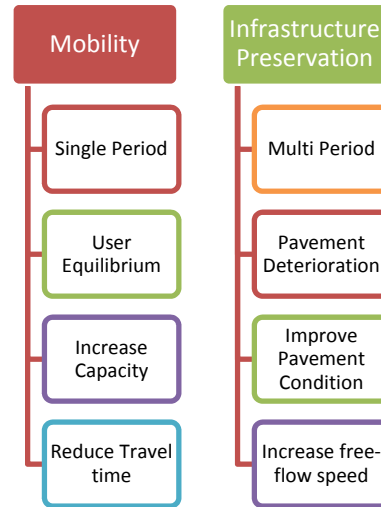 Mobility
Single Period
User
Equilibrium
Increase
Capacity
Reduce Travel
time
Infrastructure
Preservation
Multi Period
Pavement
Deterioration
Improve
Pavement
Condition
Increase free-
flow speed